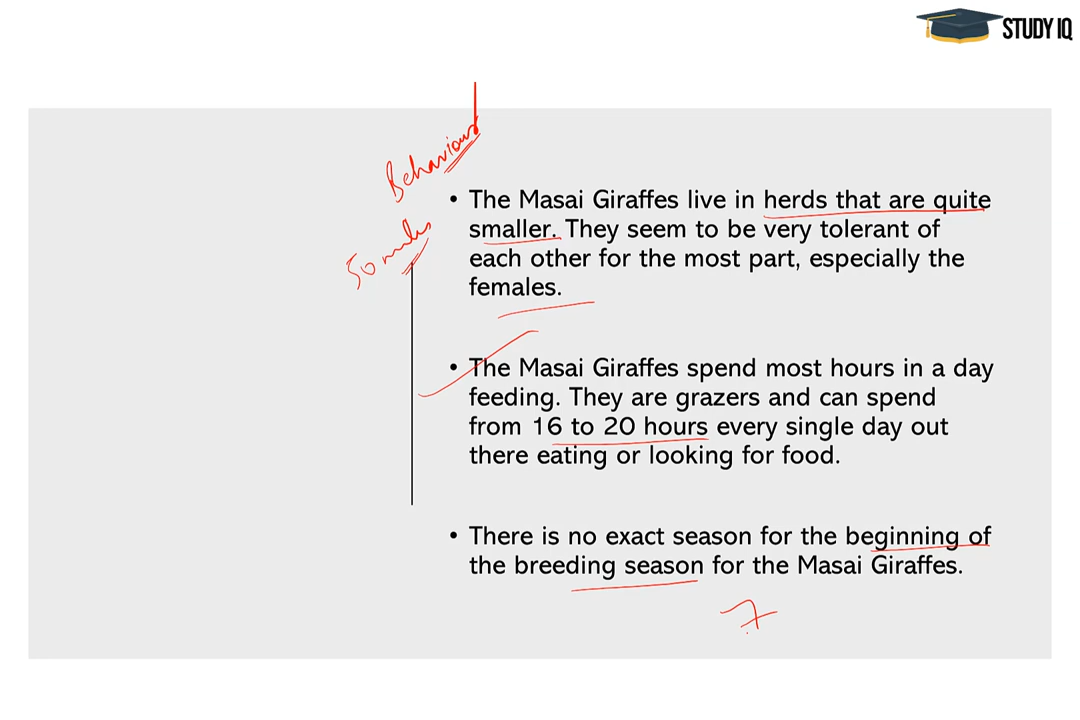 STUDY IQ
Behaviour
50 miles
• The Masai Giraffes live in herds that are quite
smaller. They seem to be very tolerant of
each other for the most part, especially the
females.
• The Masai Giraffes spend most hours in a day
feeding. They are grazers and can spend
from 16 to 20 hours every single day out
there eating or looking for food.
• There is no exact season for the beginning of
the breeding season for the Masai Giraffes.